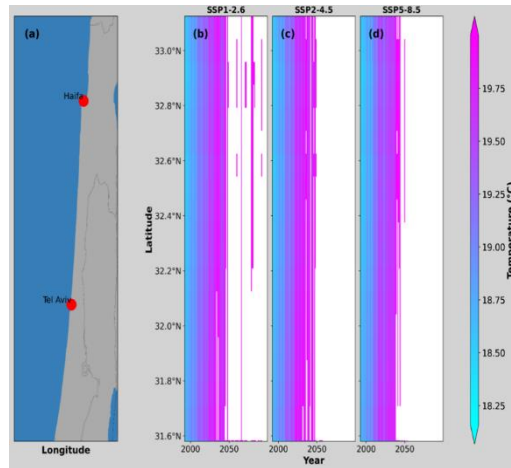 SSP1-2.6 SSP2-4.5 SSP5-8.5
(a) (b) (c) (d)
33.0°N
32.8°N
32.6°N
32.4°N
32.2°N
32.0°N
31.8°N
31.6°N
Latitude
Haifa
Tel Aviv
19.75
19.50
19.25
19.00
18.75
18.50
18.25
Temperature (°C)
2000 2050 2000 2050 2000 2050
Longitude Year